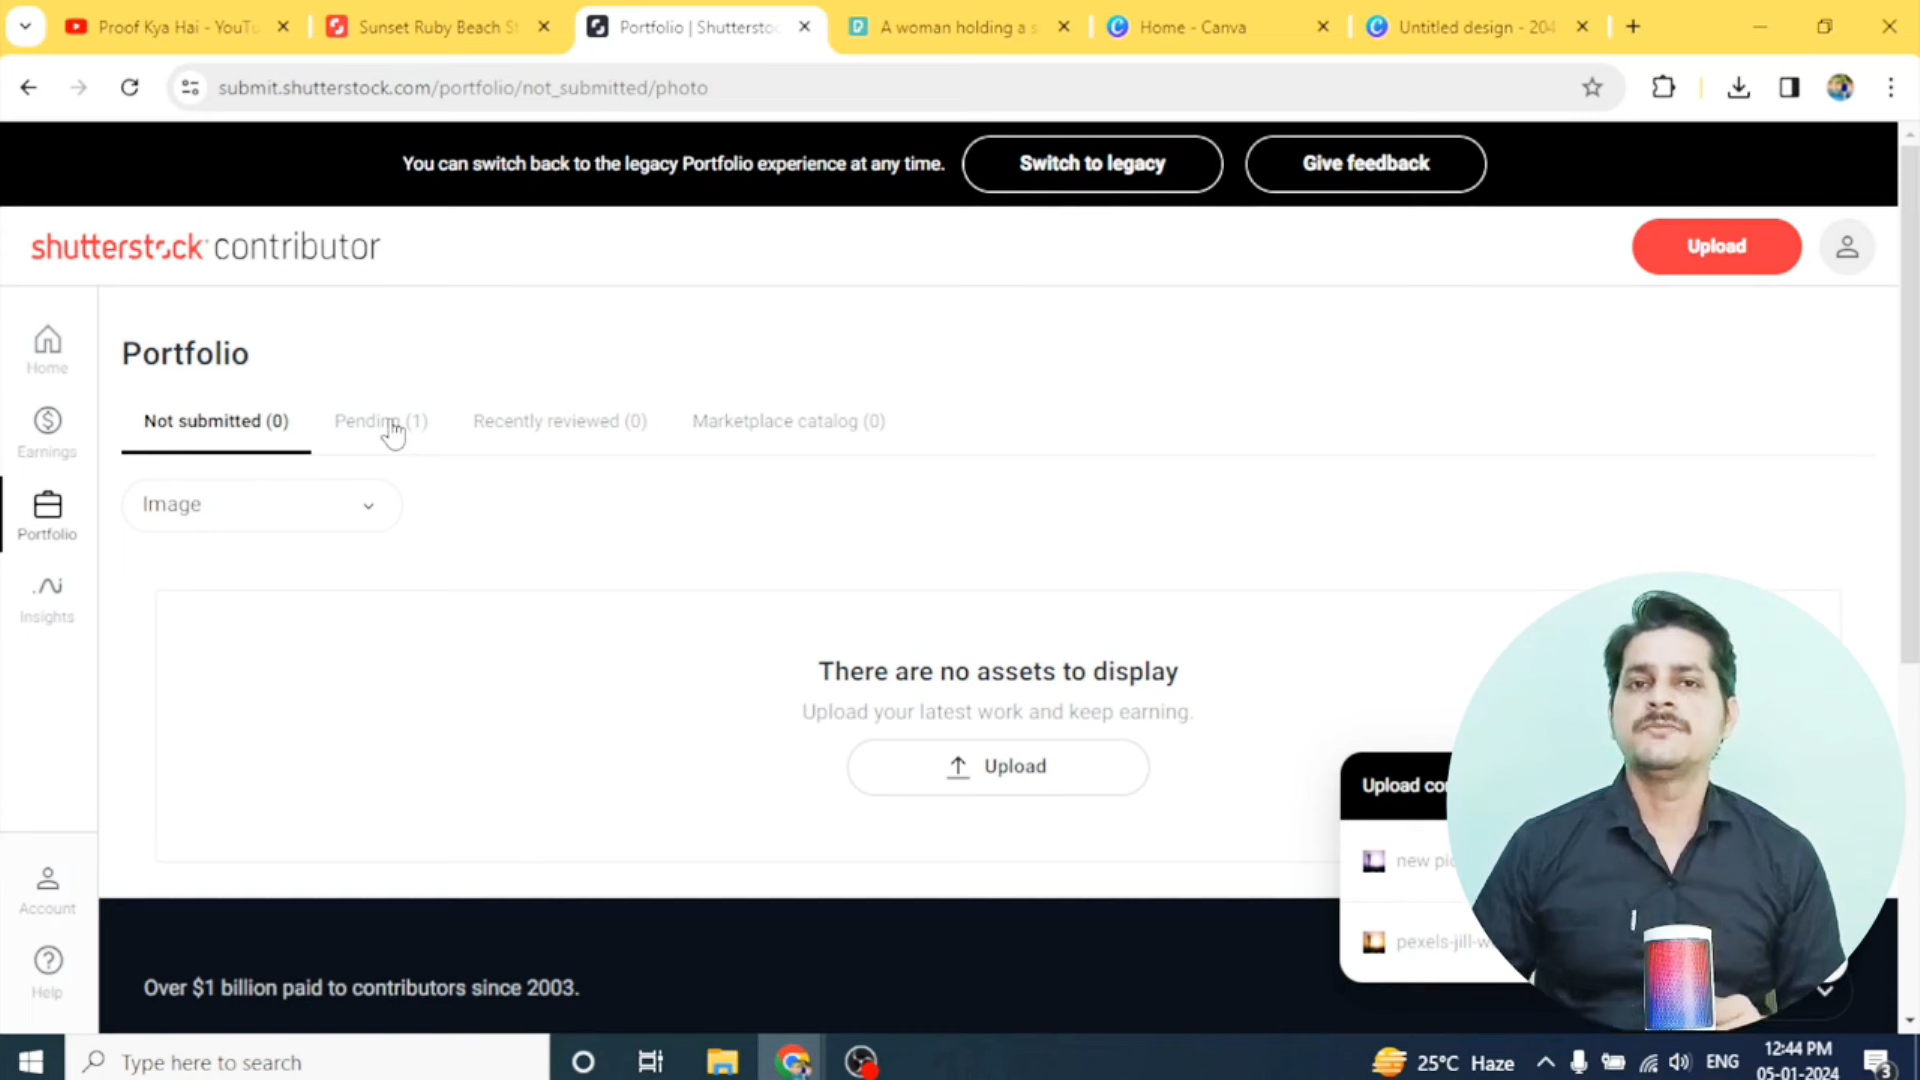 Proof Kya Hai - YouTu
Sunset Ruby Beach St
Portfolio | Shutterstoc
A woman holding a s
Home - Canva
Untitled design - 204
submit.shutterstock.com/portfolio/not_submitted/photo
You can switch back to the legacy Portfolio experience at any time.
Switch to legacy
Give feedback
shutterstock contributor
Upload
Home
Earnings
Portfolio
Insights
Account
Help
Portfolio
Not submitted (0)
Pending (1)
Recently reviewed (0)
Marketplace catalog (0)
Image
There are no assets to display
Upload your latest work and keep earning.
Upload
Upload co
new pic
pexels-jill-w
Over $1 billion paid to contributors since 2003.
Type here to search
25°C Haze
ENG
12:44 PM
05-01-2024
3